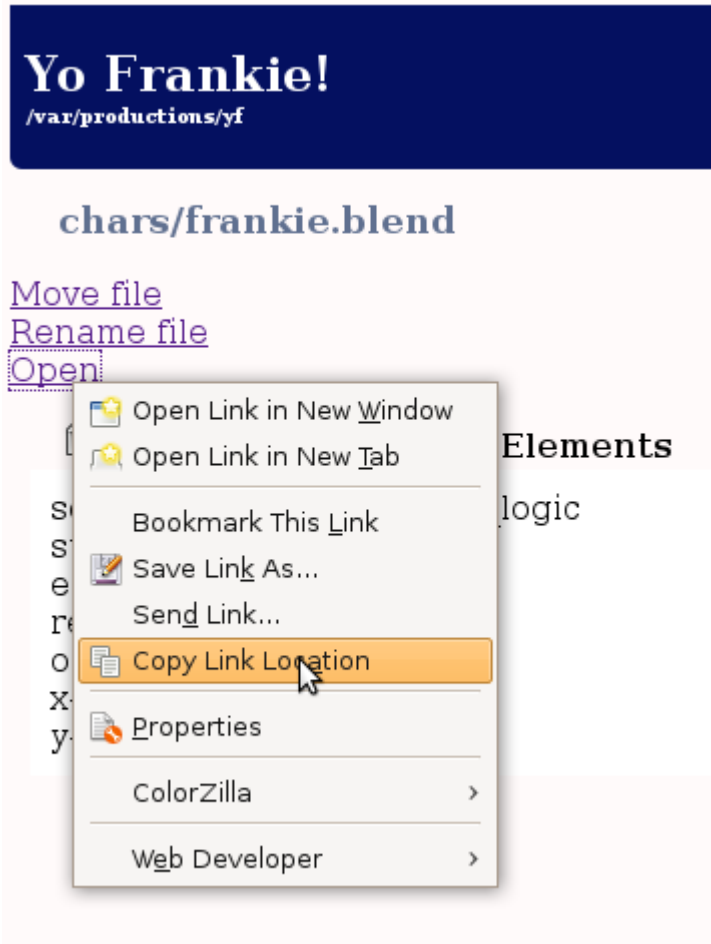 Yo Frankie!
/var/productions/yf
chars/frankie.blend
Move file
Rename file
Open
Open Link in New Window
Open Link in New Tab
Bookmark This Link
Save Link As...
Send Link...
Copy Link Location
Properties
ColorZilla
Web Developer
Elements
logic